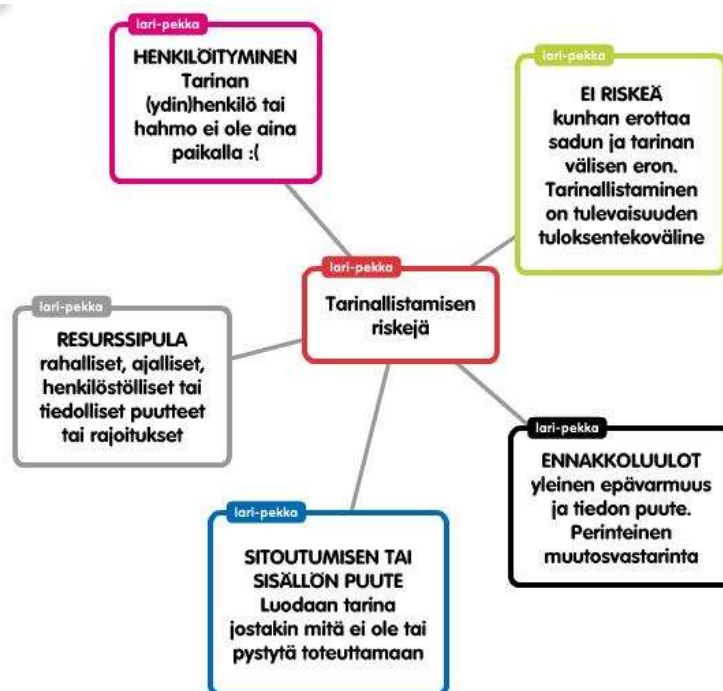 lari-pekka
HENKILÖITYMINEN
Tarinan
(ydin)henkilö tai
hahmo ei ole aina
paikalla :(
lari-pekka
EI RISKEÄ
kunhan erottaa
sadun ja tarinan
välisen eron.
Tarinallistaminen
on tulevaisuuden
tuloksentekoväline
lari-pekka
Tarinallistamisen
riskejä
lari-pekka
RESURSSIPULA
rahalliset, ajalliset,
henkilöstölliset tai
tiedolliset puutteet
tai rajoitukset
lari-pekka
ENNAKKOLUULOT
yleinen epävarmuus
ja tiedon puute.
Perinteinen
muutosvastarinta
lari-pekka
SITOUTUMISEN TAI
SISÄLLÖN PUUTE
Luodaan tarina
jostakin mitä ei ole tai
pystytä toteuttamaan